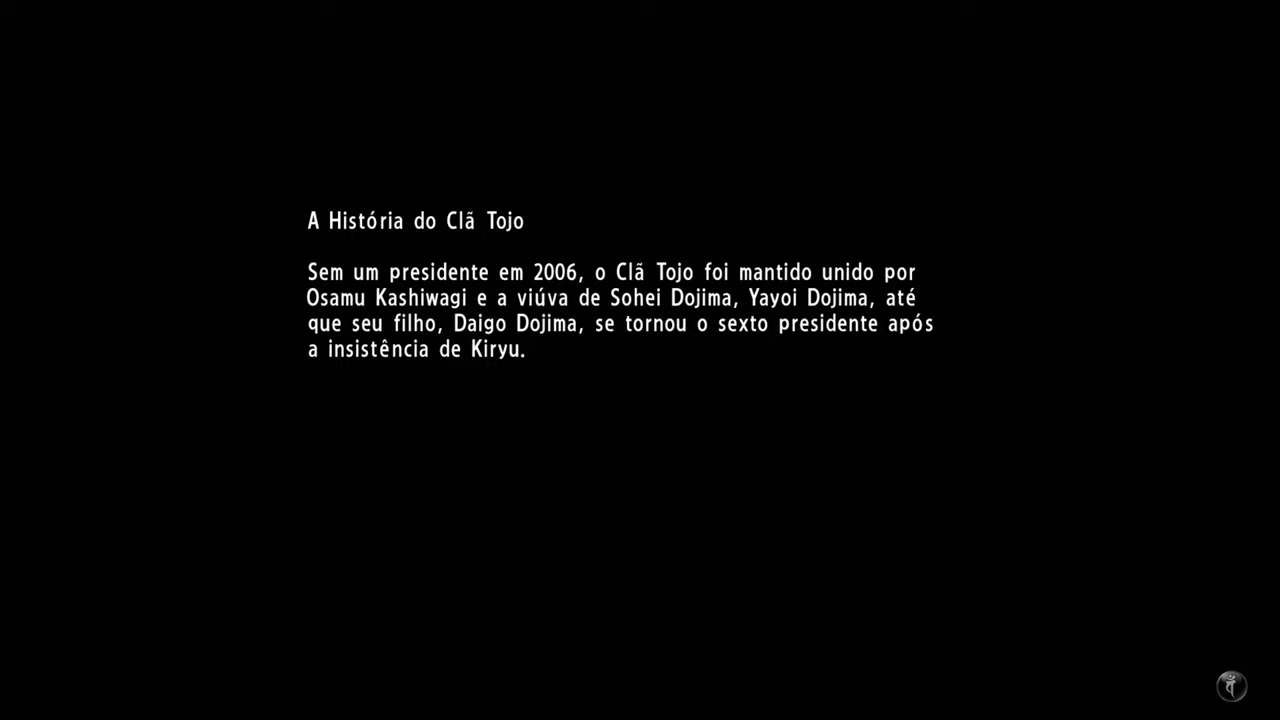 A História do Clã Tojo
Sem um presidente em 2006, o Clã Tojo foi mantido unido por
Osamu Kashiwagi e a viúva de Sohei Dojima, Yayoi Dojima, até
que seu filho, Daigo Dojima, se tornou o sexto presidente após
a insistência de Kiryu.